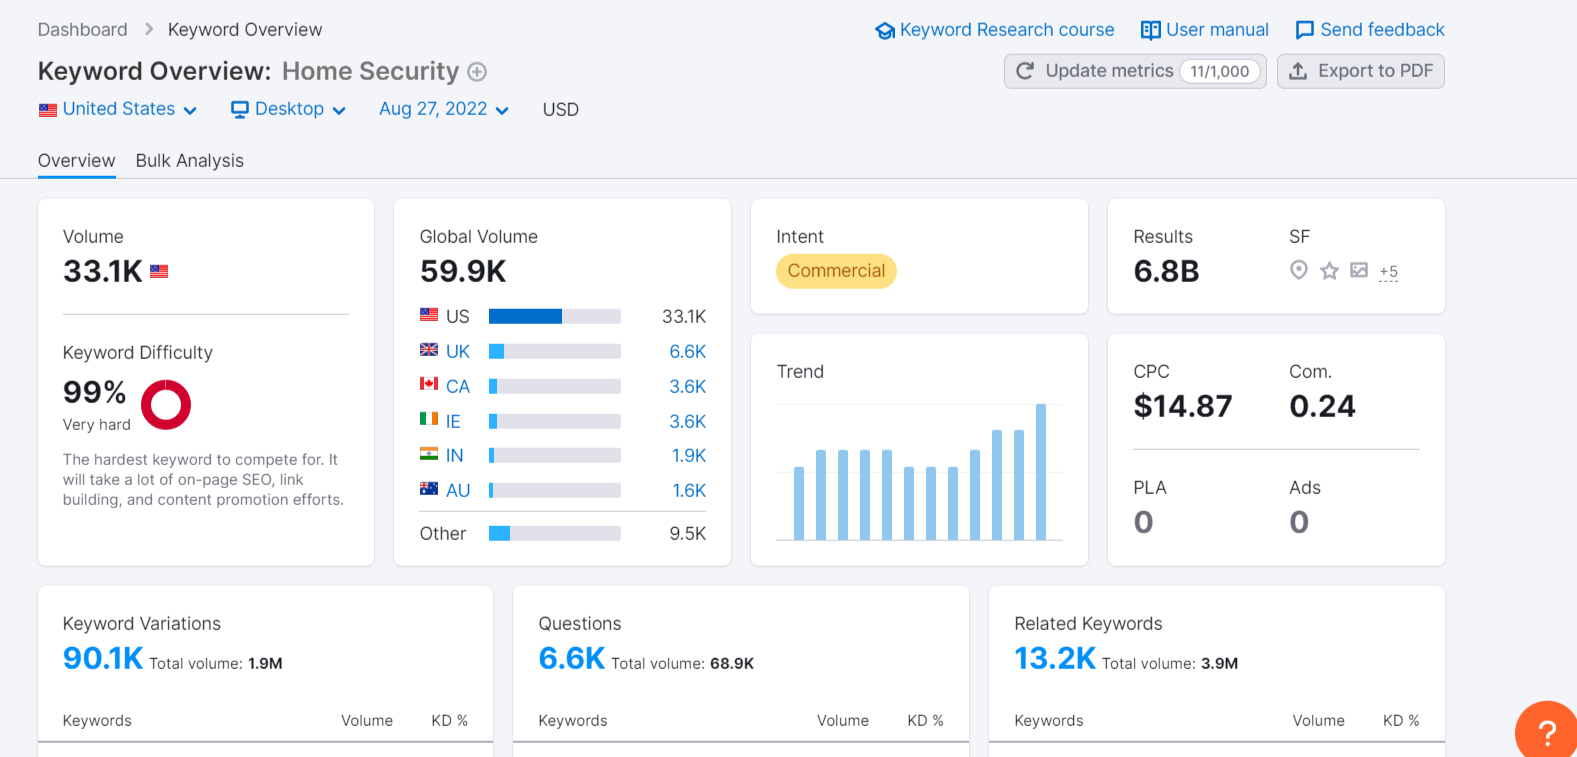 Dashboard > Keyword Overview
Keyword Research course
User manual
Send feedback
Keyword Overview: Home Security
Update metrics 11/1,000
Export to PDF
United States
Desktop
Aug 27, 2022
USD
Overview
Bulk Analysis
Volume
33.1K
Keyword Difficulty
99%
Very hard
The hardest keyword to compete for. It
will take a lot of on-page SEO, link
building, and content promotion efforts.
Global Volume
59.9K
US 33.1K
UK 6.6K
CA 3.6K
IE 3.6K
IN 1.9K
AU 1.6K
Other 9.5K
Intent
Commercial
Trend
Results
6.8B
SF
+5
CPC
$14.87
Com.
0.24
PLA
0
Ads
0
Keyword Variations
90.1K Total volume: 1.9M
Keywords Volume KD %
Questions
6.6K Total volume: 68.9K
Keywords Volume KD %
Related Keywords
13.2K Total volume: 3.9M
Keywords Volume KD %
?